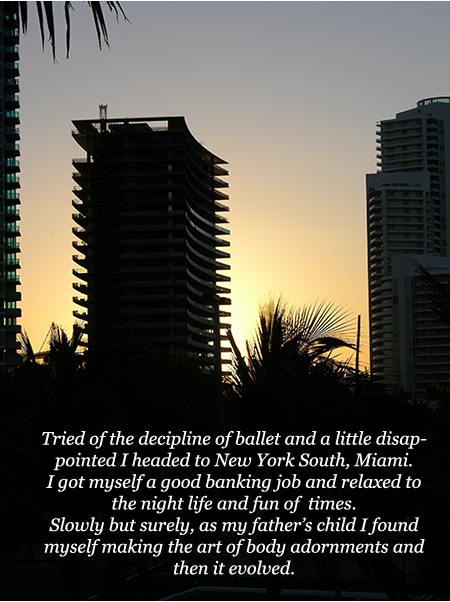 Tried of the decipline of ballet and a little disap-
pointed I headed to New York South, Miami.
I got myself a good banking job and relaxed to
the night life and fun of  times.
Slowly but surely, as my father's child I found
myself making the art of body adornments and
then it evolved.